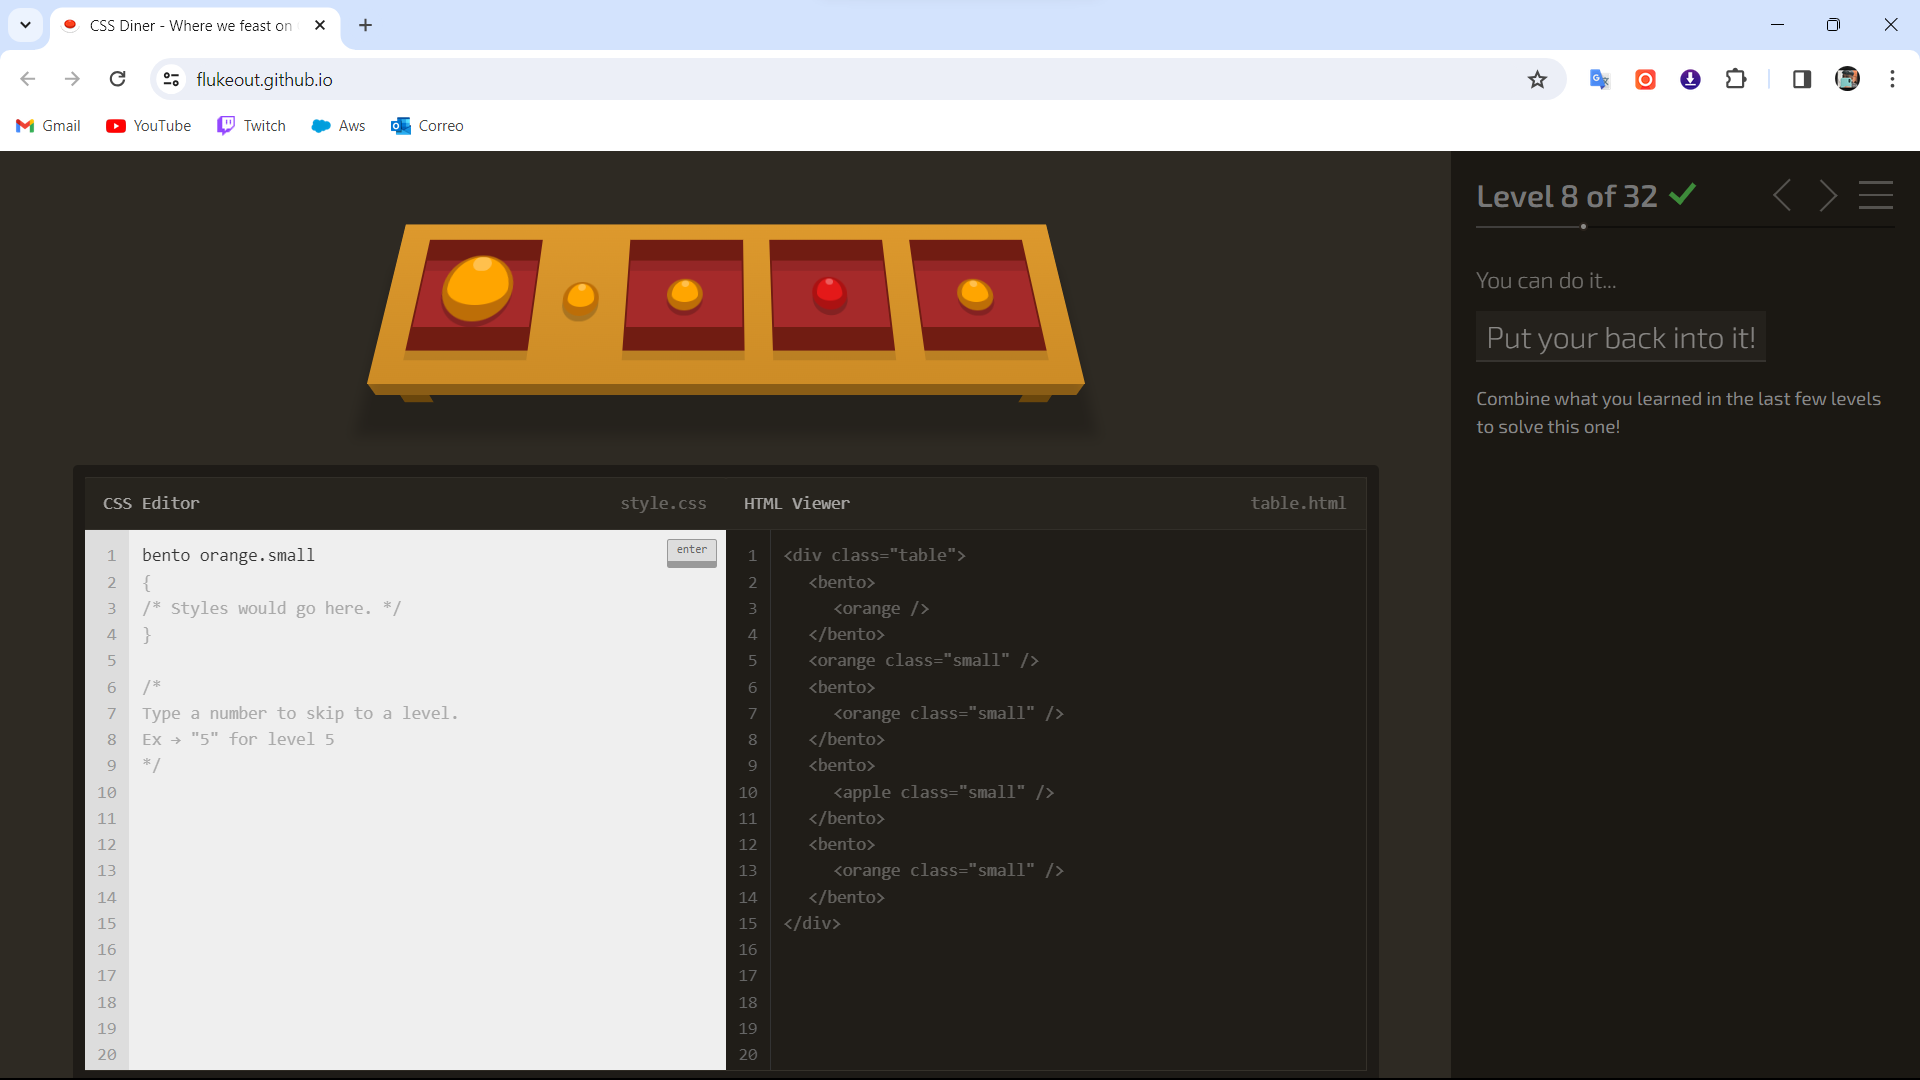 CSS Diner - Where we feast on
flukeout.github.io
Gmail
YouTube
Twitch
Aws
Correo
Level 8 of 32
You can do it...
Put your back into it!
Combine what you learned in the last few levels
to solve this one!
CSS Editor
style.css
1 bento orange.small
enter
2 {
3 /* Styles would go here. */
4 }
5
6 /*
7 Type a number to skip to a level.
8 Ex → "5" for level 5
9 */
10
11
12
13
14
15
16
17
18
19
20
HTML Viewer
table.html
1 <div class="table">
2 <bento>
3 <orange />
4 </bento>
5 <orange class="small" />
6 <bento>
7 <orange class="small" />
8 </bento>
9 <bento>
10 <apple class="small" />
11 </bento>
12 <bento>
13 <orange class="small" />
14 </bento>
15 </div>
16
17
18
19
20